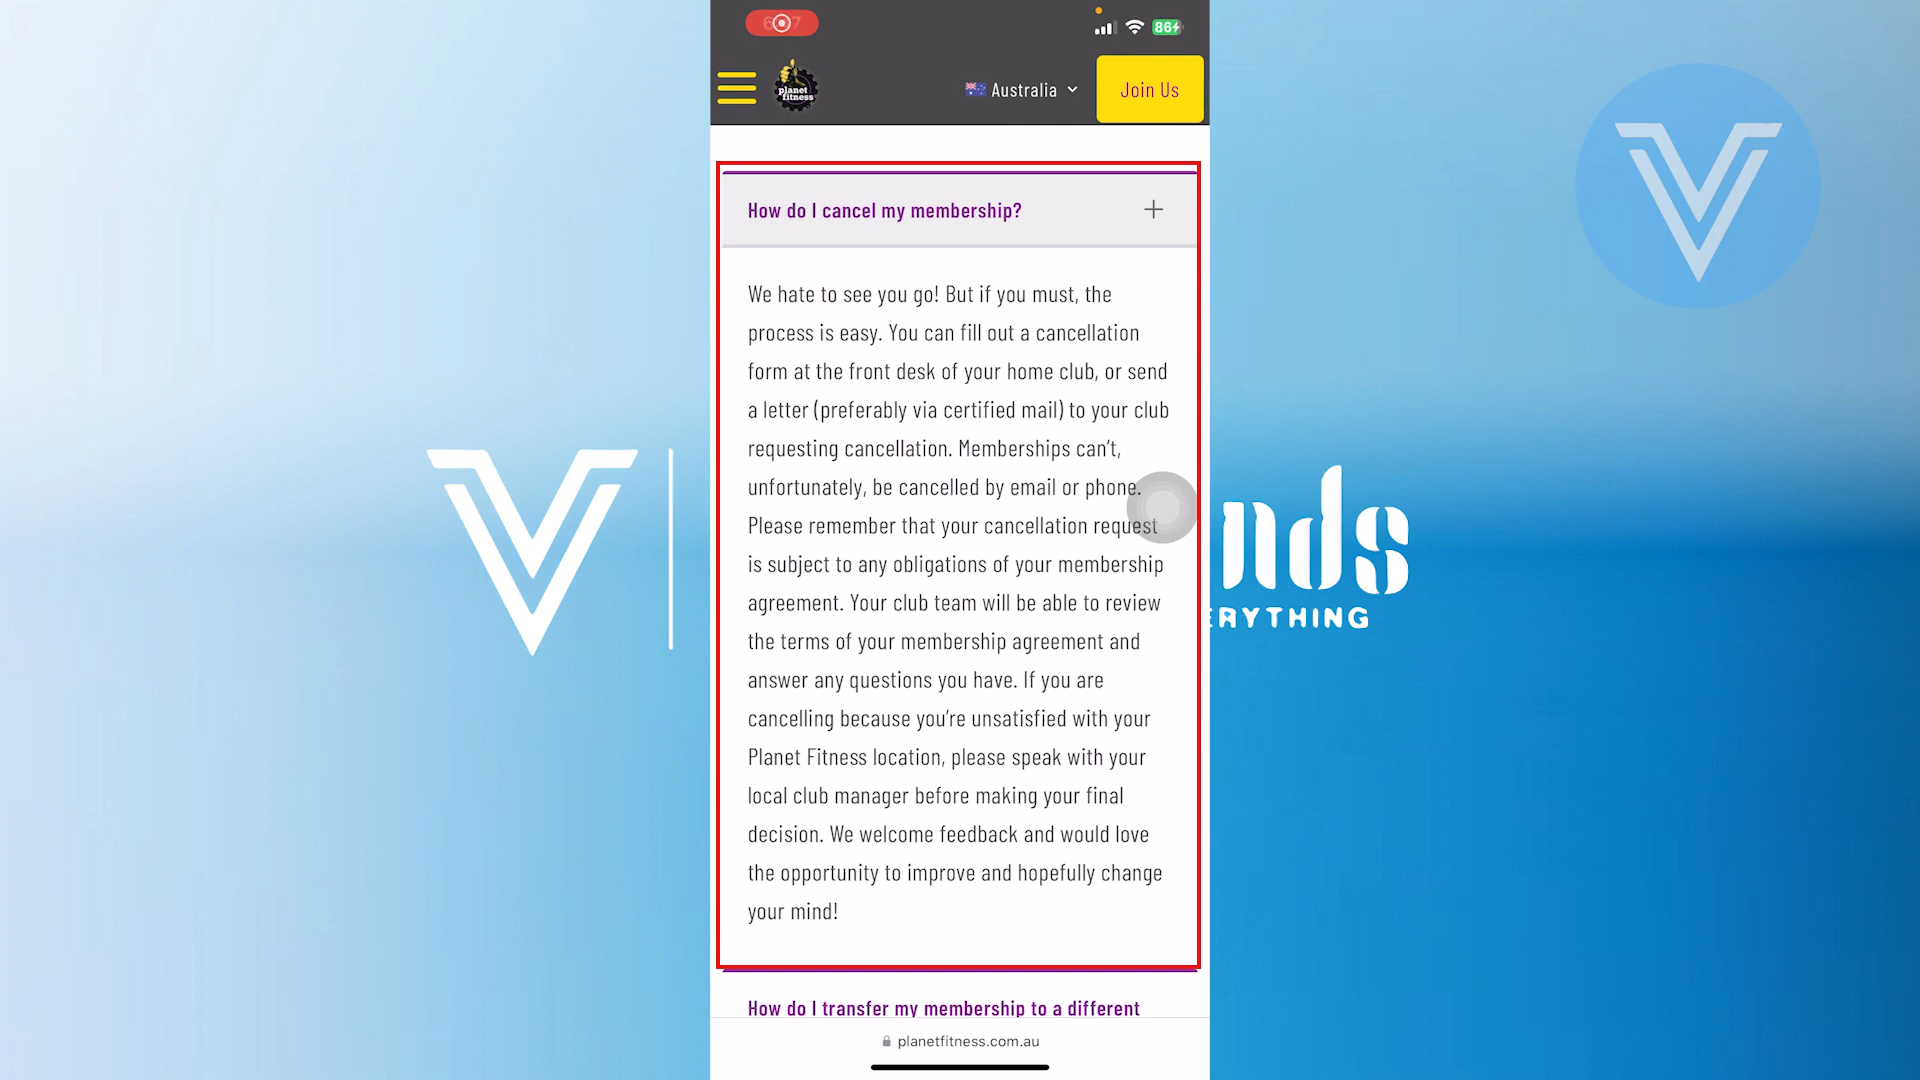 86
planet
fitness
Australia
Join Us
How do I cancel my membership?
We hate to see you go! But if you must, the
process is easy. You can fill out a cancellation
form at the front desk of your home club, or send
a letter (preferably via certified mail) to your club
requesting cancellation. Memberships can’t,
unfortunately, be cancelled by email or phone.
Please remember that your cancellation request
is subject to any obligations of your membership
agreement. Your club team will be able to review
the terms of your membership agreement and
answer any questions you have. If you are
cancelling because you’re unsatisfied with your
Planet Fitness location, please speak with your
local club manager before making your final
decision. We welcome feedback and would love
the opportunity to improve and hopefully change
your mind!
How do I transfer my membership to a different
planetfitness.com.au
nds
ERYTHING